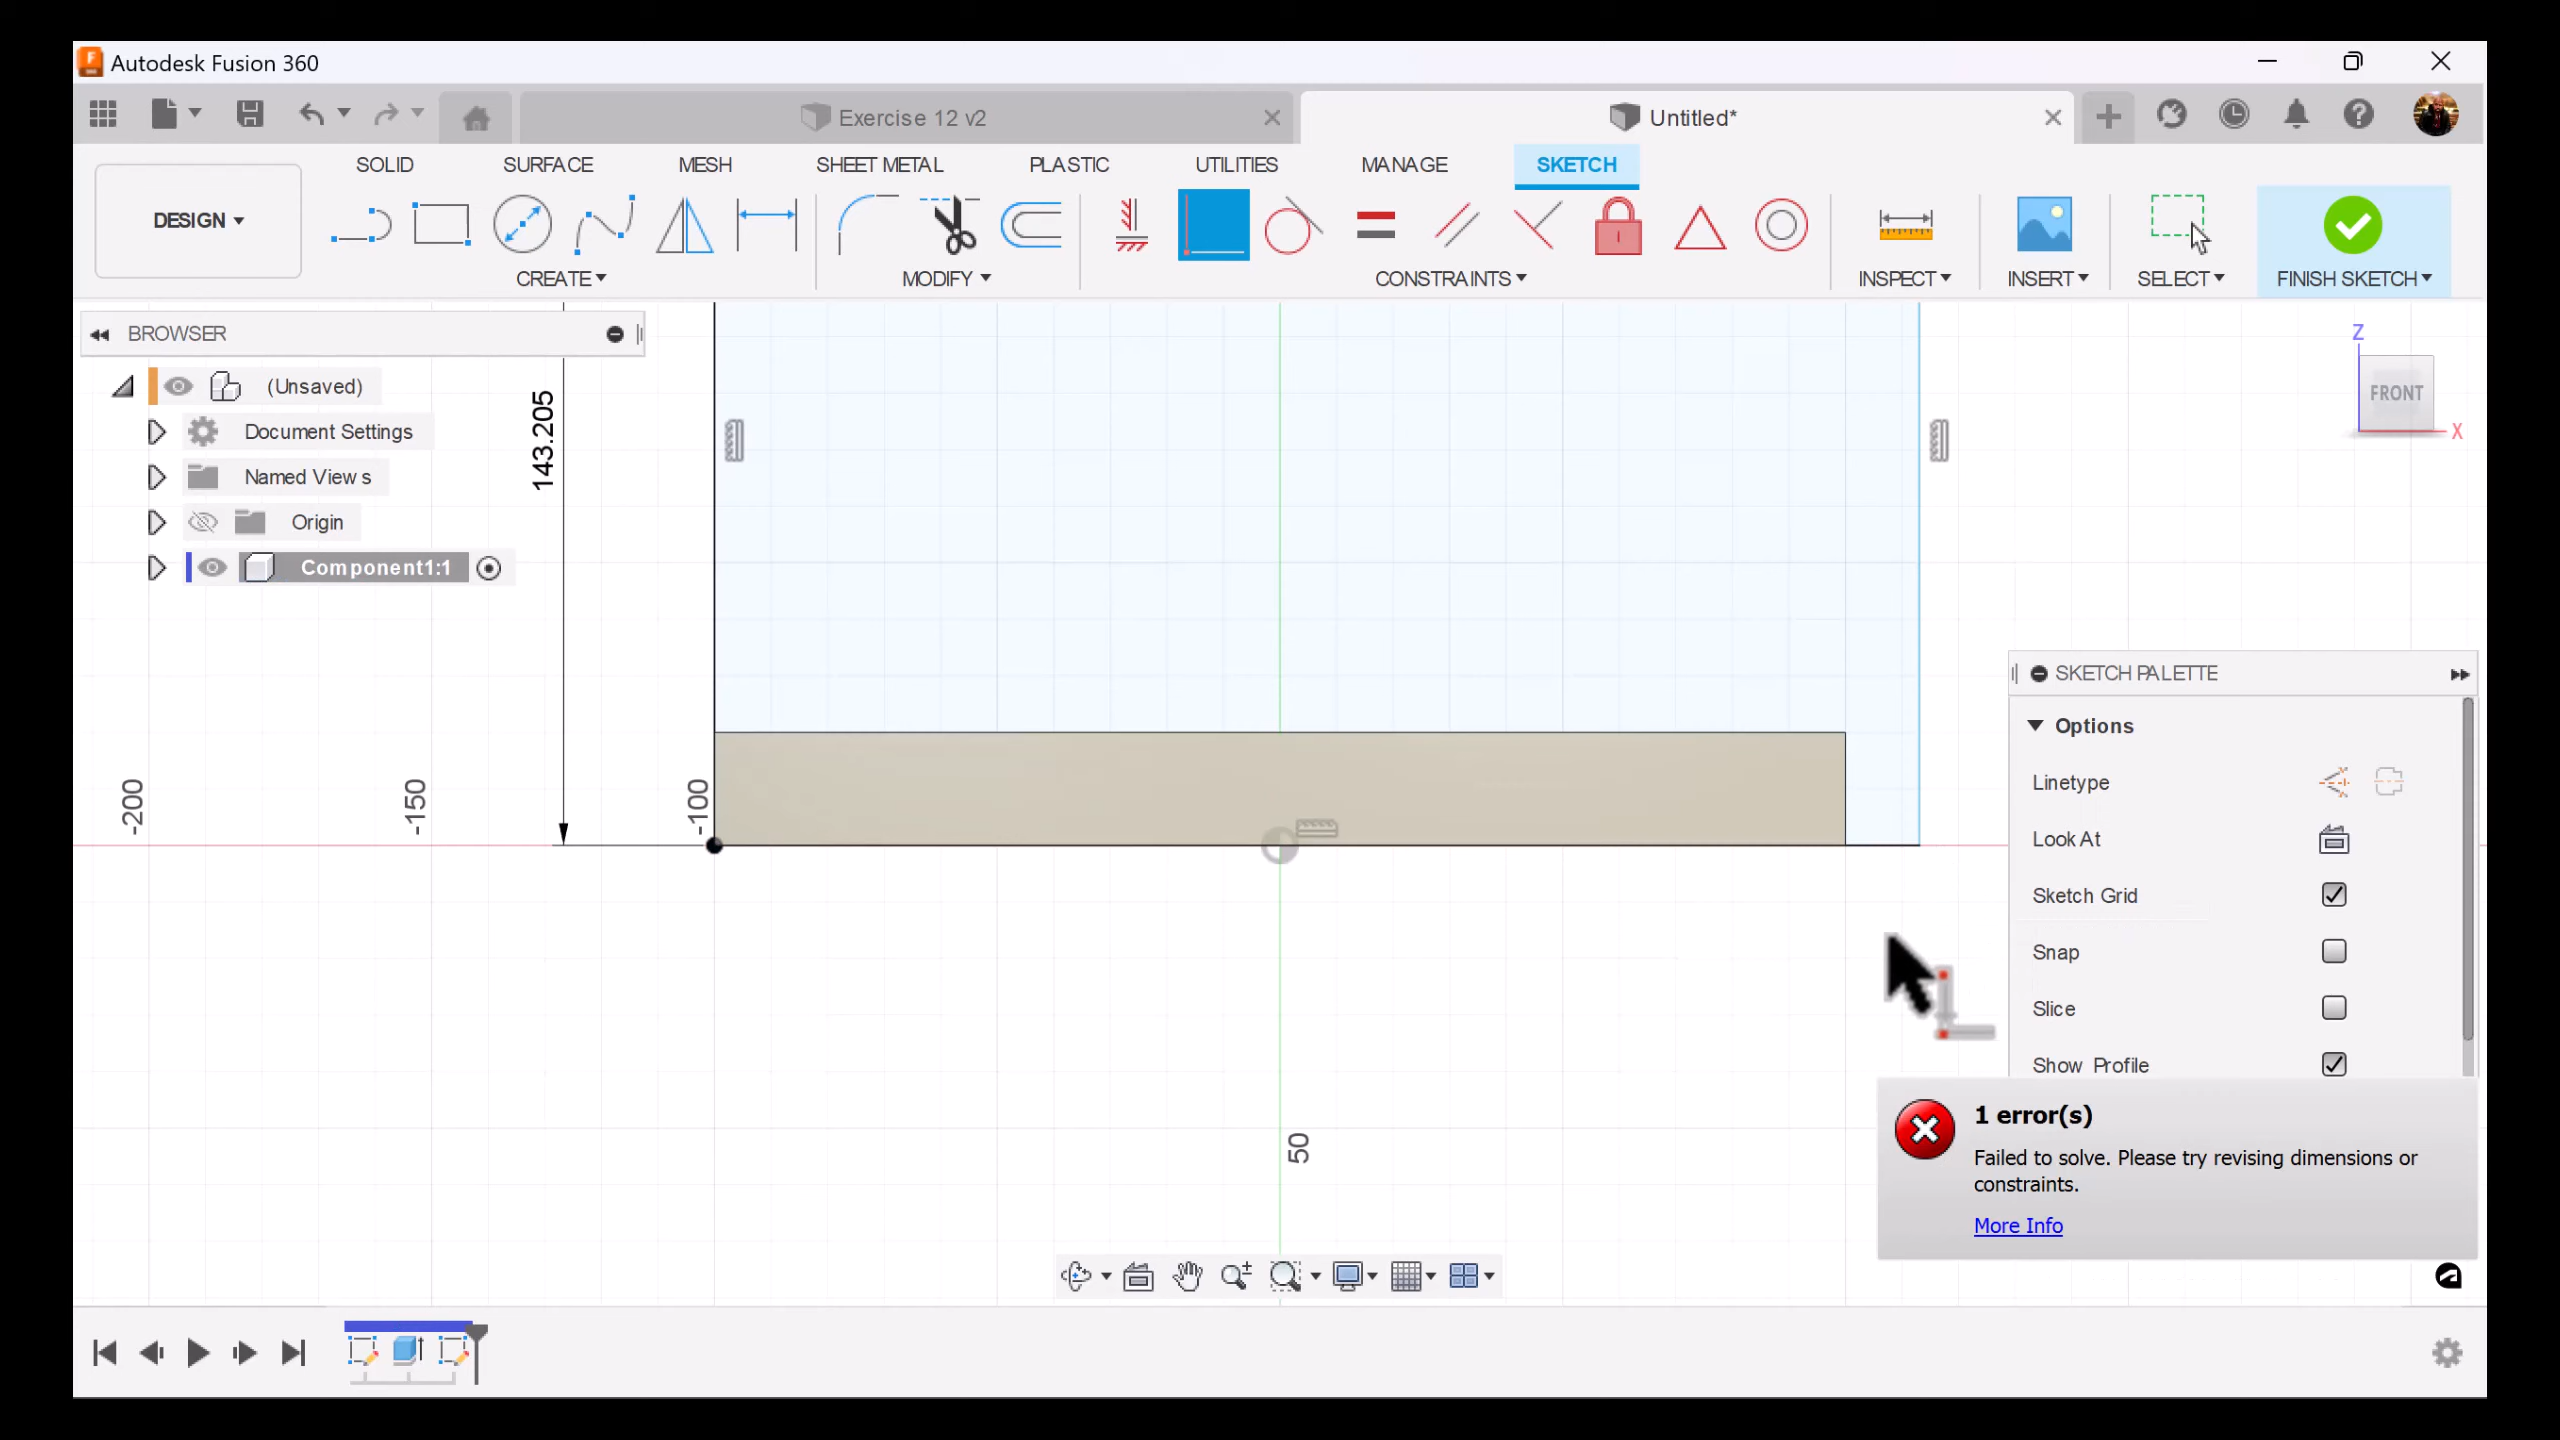 Autodesk Fusion 360
Exercise 12 v2
Untitled*
DESIGN
SOLID
SURFACE
MESH
SHEET METAL
PLASTIC
UTILITIES
MANAGE
SKETCH
CREATE
MODIFY
CONSTRAINTS
INSPECT
INSERT
SELECT
FINISH SKETCH
BROWSER
(Unsaved)
Document Settings
Named Views
Origin
Component1:1
143.205
-200
-150
-100
50
Z
FRONT
X
SKETCH PALETTE
Options
Linetype
Look At
Sketch Grid
Snap
Slice
Show Profile
1 error(s)
Failed to solve. Please try revising dimensions or
constraints.
More Info